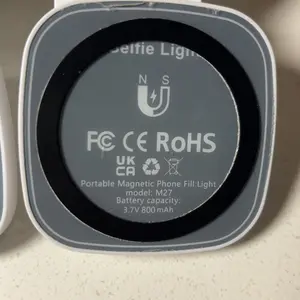 Selfie Light
N S
FC CE RoHS
UK
CA
Portable Magnetic Phone Fill Light
model: M27
Battery capacity:
3.7V 800mAh